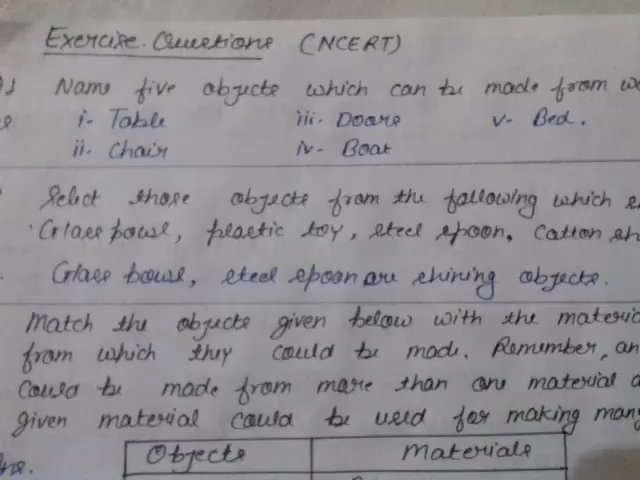 Exercise Questions (NCERT)
Name five objects which can be made from
i- Table iii- Doors v- Bed.
ii- Chair iv- Boat
Select those objects from the following which
Glass bowl, plastic toy, steel spoon, cotton
Glass bowl, steel spoon are shining objects.
Match the objects given below with the
from which they could be made. Remember,
could be made from more than one material
given material could be used for making many
Objects Materials